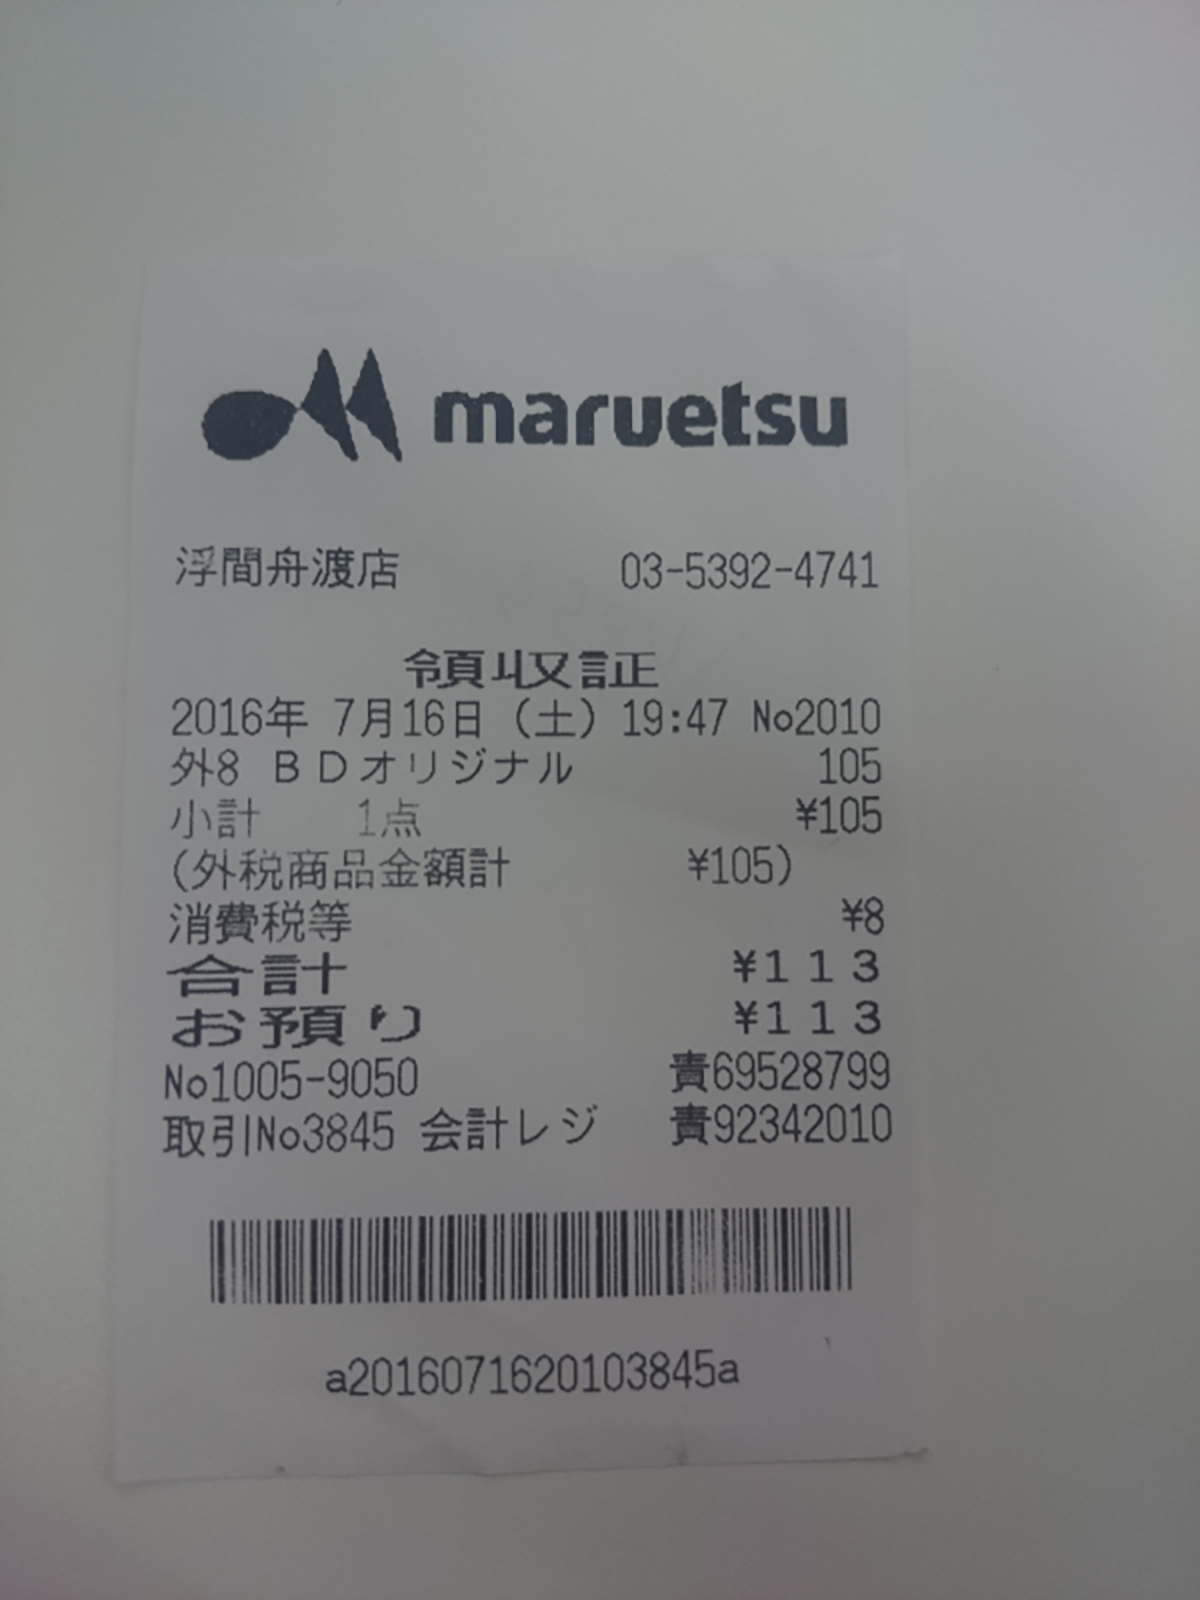 maruetsu
浮間舟渡店 03-5392-4741
領収証
2016年 7月16日（土）19:47 No2010
外8 ＢＤオリジナル 105
小計 1点 ¥105
(外税商品金額計 ¥105)
消費税等 ¥8
合計 ¥１１３
お預り ¥１１３
No1005-9050 責69528799
取引No3845 会計レジ 責92342010
a2016071620103845a